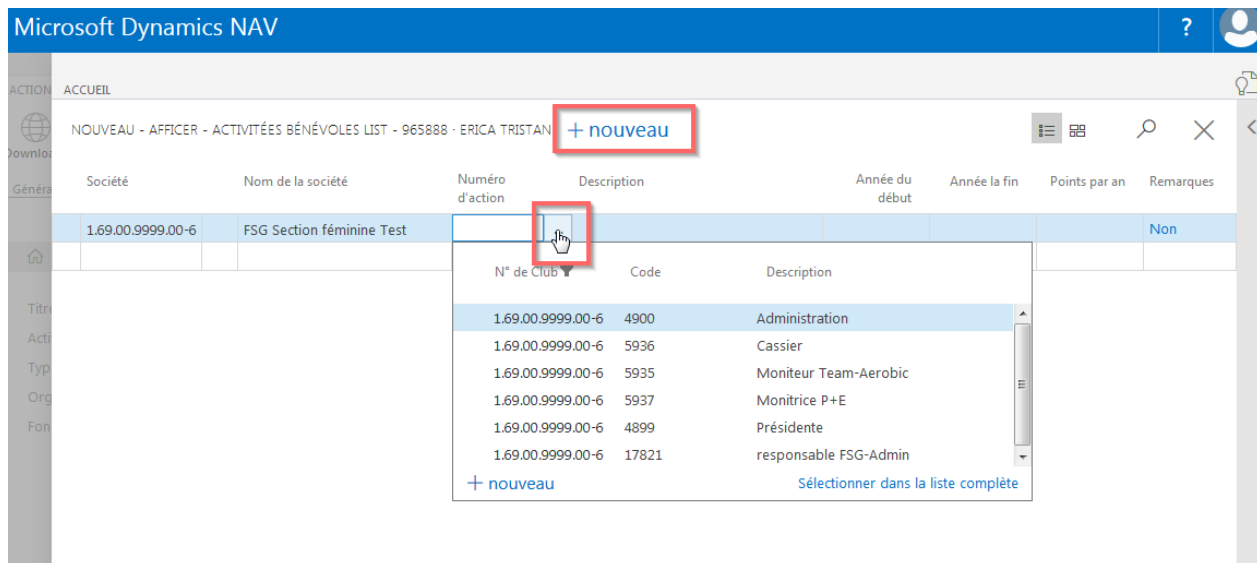 Microsoft Dynamics NAV ?
ACTION ACCUEIL
NOUVEAU - AFFICER - ACTIVITÉES BÉNÉVOLES LIST - 965888 · ERICA TRISTAN + nouveau
Downloa
Généra
Société Nom de la société Numéro d'action Description Année du début Année la fin Points par an Remarques
1.69.00.9999.00-6 FSG Section féminine Test Non
N° de Club Code Description
1.69.00.9999.00-6 4900 Administration
1.69.00.9999.00-6 5936 Cassier
1.69.00.9999.00-6 5935 Moniteur Team-Aerobic
1.69.00.9999.00-6 5937 Monitrice P+E
1.69.00.9999.00-6 4899 Présidente
1.69.00.9999.00-6 17821 responsable FSG-Admin
+ nouveau Sélectionner dans la liste complète
Titre
Acti
Typ
Org
Fon